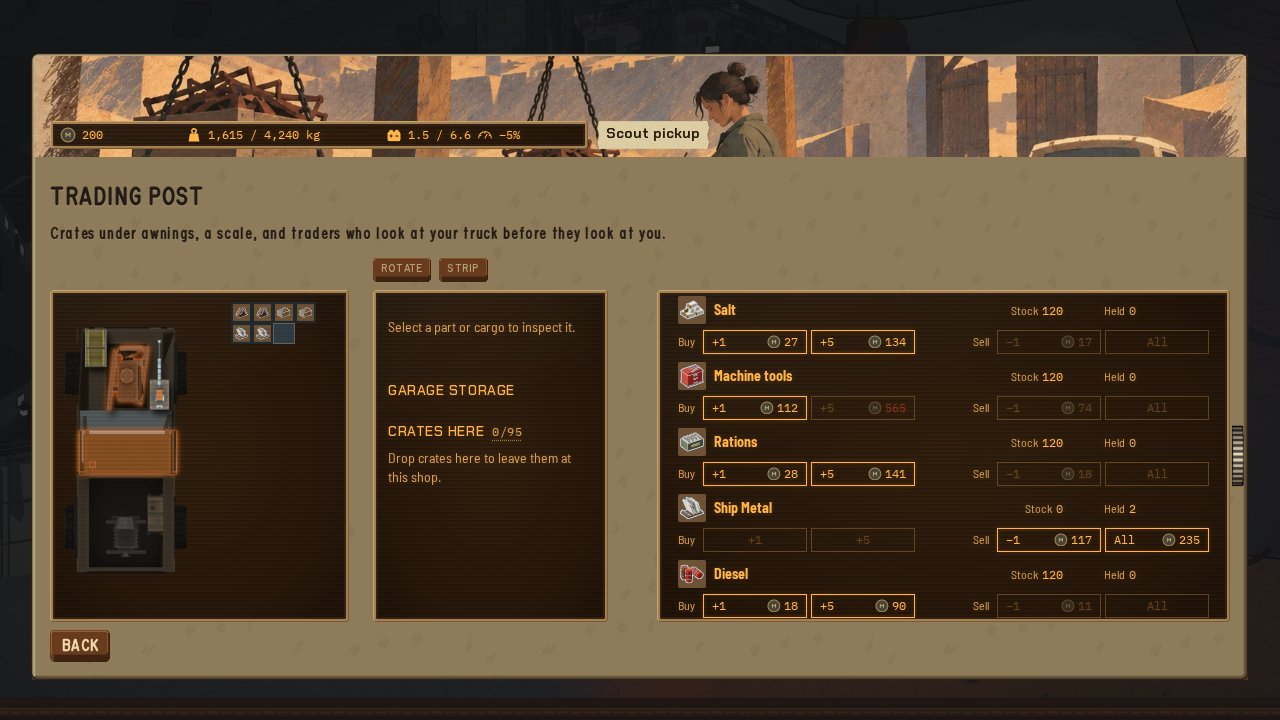 200 1,615 / 4,240 kg 1.5 / 6.6 −5% Scout pickup
TRADING POST
Crates under awnings, a scale, and traders who look at your truck before they look at you.
ROTATE STRIP
Select a part or cargo to inspect it.
GARAGE STORAGE
CRATES HERE 0/95
Drop crates here to leave them at
this shop.
Salt Stock 120 Held 0
Buy +1 27 +5 134 Sell −1 17 All
Machine tools Stock 120 Held 0
Buy +1 112 +5 565 Sell −1 74 All
Rations Stock 120 Held 0
Buy +1 28 +5 141 Sell −1 18 All
Ship Metal Stock 0 Held 2
Buy +1 +5 Sell −1 117 All 235
Diesel Stock 120 Held 0
Buy +1 18 +5 90 Sell −1 11 All
BACK